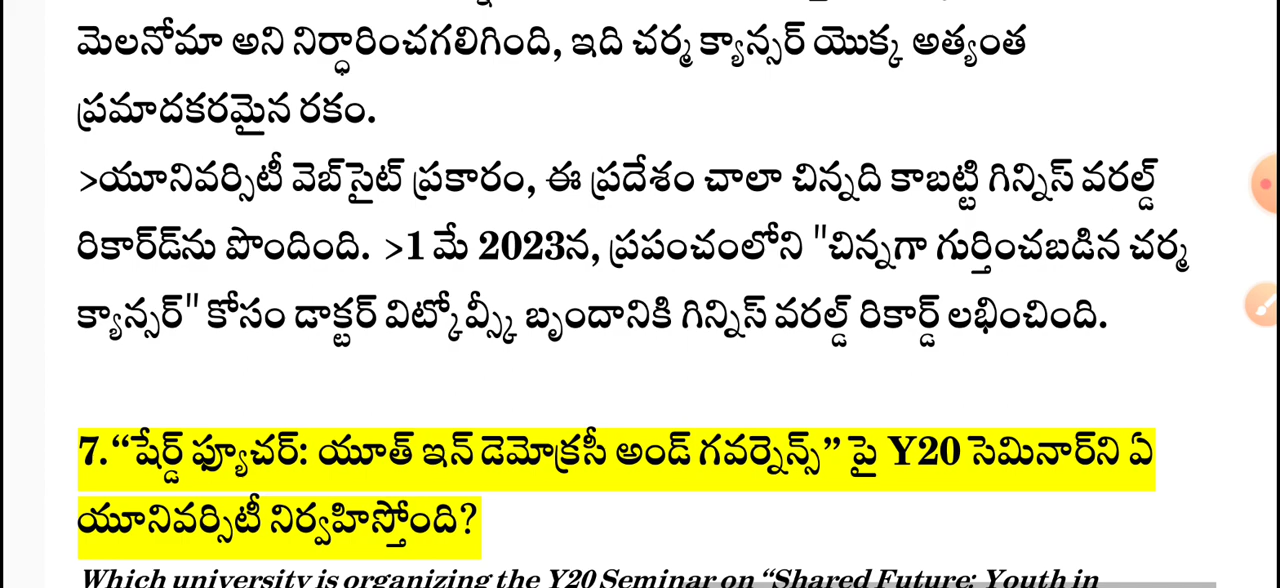 మెలనోమా అని నిర్ధారించగలిగింది, ఇది చర్మ క్యాన్సర్ యొక్క అత్యంత
ప్రమాదకరమైన రకం.
>యూనివర్సిటీ వెబ్‌సైట్ ప్రకారం, ఈ ప్రదేశం చాలా చిన్నది కాబట్టి గిన్నిస్ వరల్డ్
రికార్డ్‌ను పొందింది. >1 మే 2023న, ప్రపంచంలోని "చిన్నగా గుర్తించబడిన చర్మ
క్యాన్సర్" కోసం డాక్టర్ విట్కోవ్స్కీ బృందానికి గిన్నిస్ వరల్డ్ రికార్డ్ లభించింది.
7.“షేర్డ్ ఫ్యూచర్: యూత్ ఇన్ డెమోక్రసీ అండ్ గవర్నెన్స్” పై Y20 సెమినార్‌ని ఏ
యూనివర్సిటీ నిర్వహిస్తోంది?
Which university is organizing the Y20 Seminar on “Shared Future: Youth in